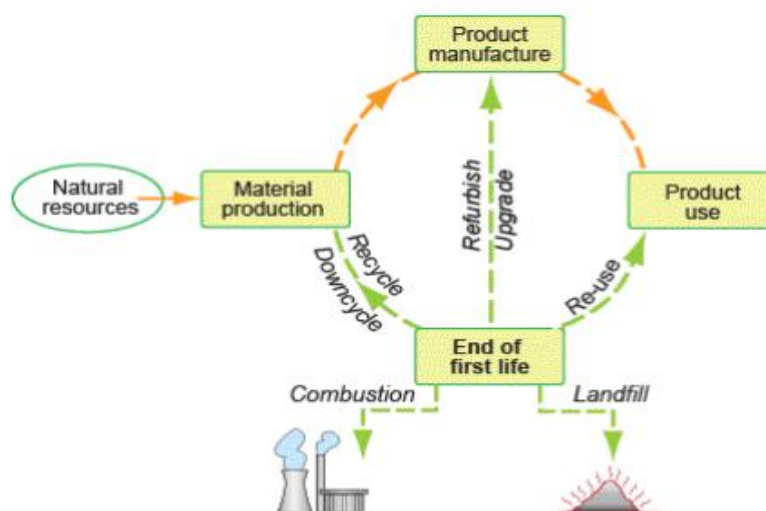 Product
manufacture
Natural
resources
Material
production
Refurbish
Upgrade
Product
use
Recycle
Downcycle
Re-use
End of
first life
Combustion
Landfill